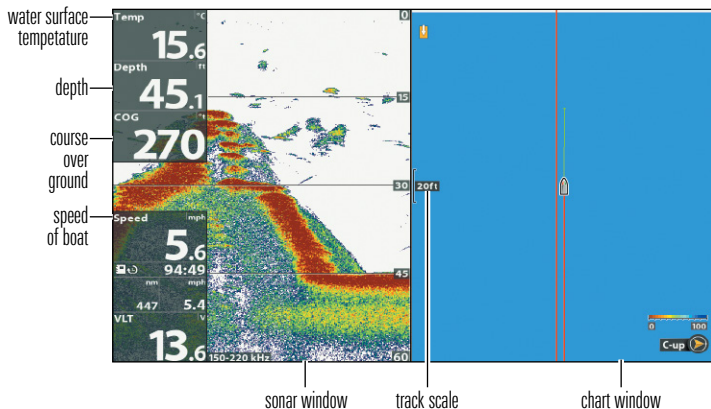 water surface
tempetature
depth
course
over
ground
speed
of boat
Temp °C
15.6
Depth ft
45.1
COG
270
Speed mph
5.6
94:49
nm mph
447 5.4
VLT V
13.6
150-220 kHz
0
15
30
45
60
20ft
0 100
C-up
sonar window
track scale
chart window